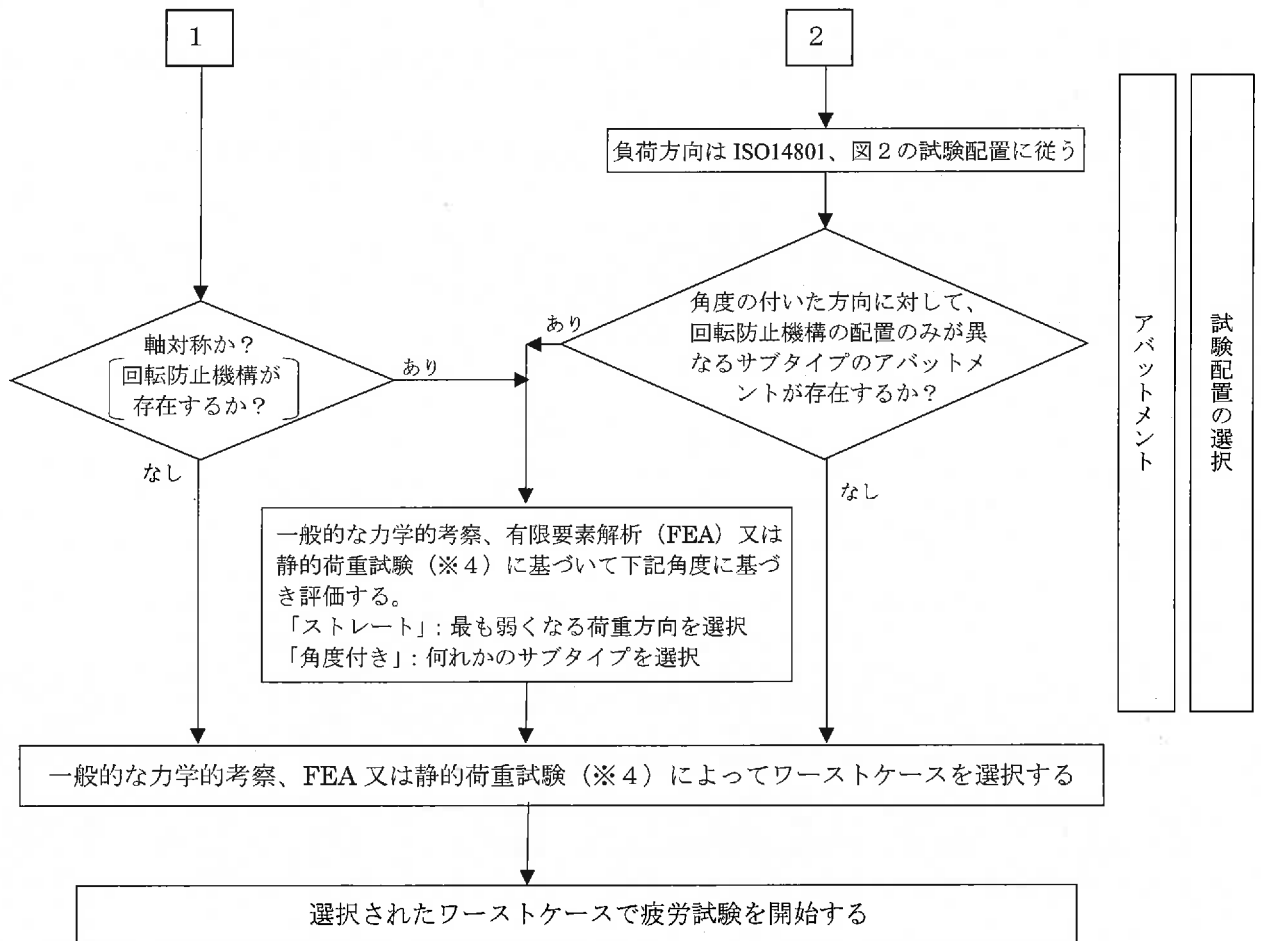 1
2
負荷方向は ISO14801、図２の試験配置に従う
軸対称か？
回転防止機構が
存在するか？
あり
なし
角度の付いた方向に対して、
回転防止機構の配置のみが異
なるサブタイプのアバットメ
ントが存在するか？
あり
なし
一般的な力学的考察、有限要素解析（FEA）又は
静的荷重試験（※４）に基づいて下記角度に基づ
き評価する。
「ストレート」：最も弱くなる荷重方向を選択
「角度付き」：何れかのサブタイプを選択
一般的な力学的考察、FEA 又は静的荷重試験（※４）によってワーストケースを選択する
選択されたワーストケースで疲労試験を開始する
アバットメント
試験配置の選択